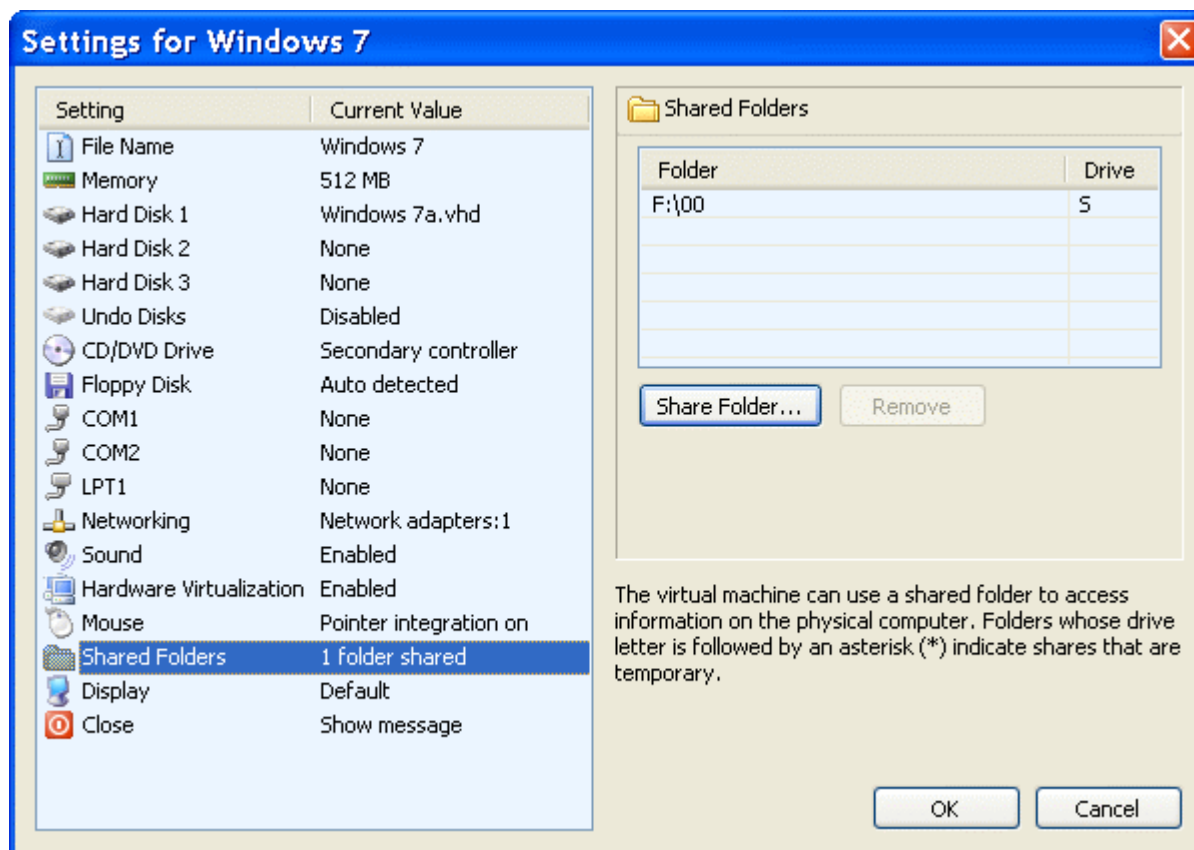 Settings for Windows 7
Setting Current Value
File Name Windows 7
Memory 512 MB
Hard Disk 1 Windows 7a.vhd
Hard Disk 2 None
Hard Disk 3 None
Undo Disks Disabled
CD/DVD Drive Secondary controller
Floppy Disk Auto detected
COM1 None
COM2 None
LPT1 None
Networking Network adapters:1
Sound Enabled
Hardware Virtualization Enabled
Mouse Pointer integration on
Shared Folders 1 folder shared
Display Default
Close Show message
Shared Folders
Folder Drive
F:\00 S
Share Folder... Remove
The virtual machine can use a shared folder to access
information on the physical computer. Folders whose drive
letter is followed by an asterisk (*) indicate shares that are
temporary.
OK Cancel